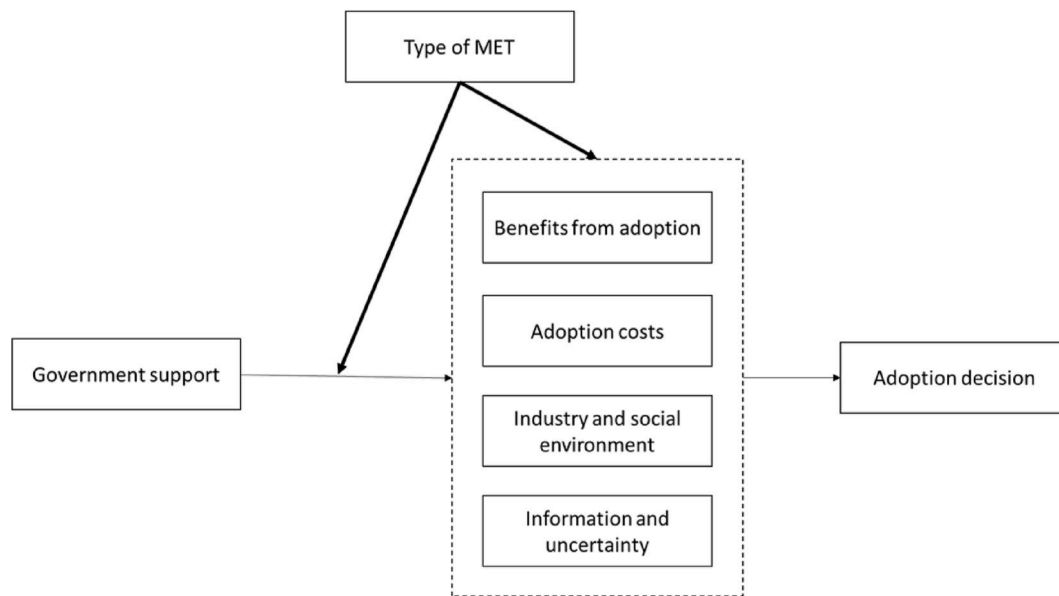 Type of MET
Benefits from adoption
Adoption costs
Government support
Adoption decision
Industry and social
environment
Information and
uncertainty